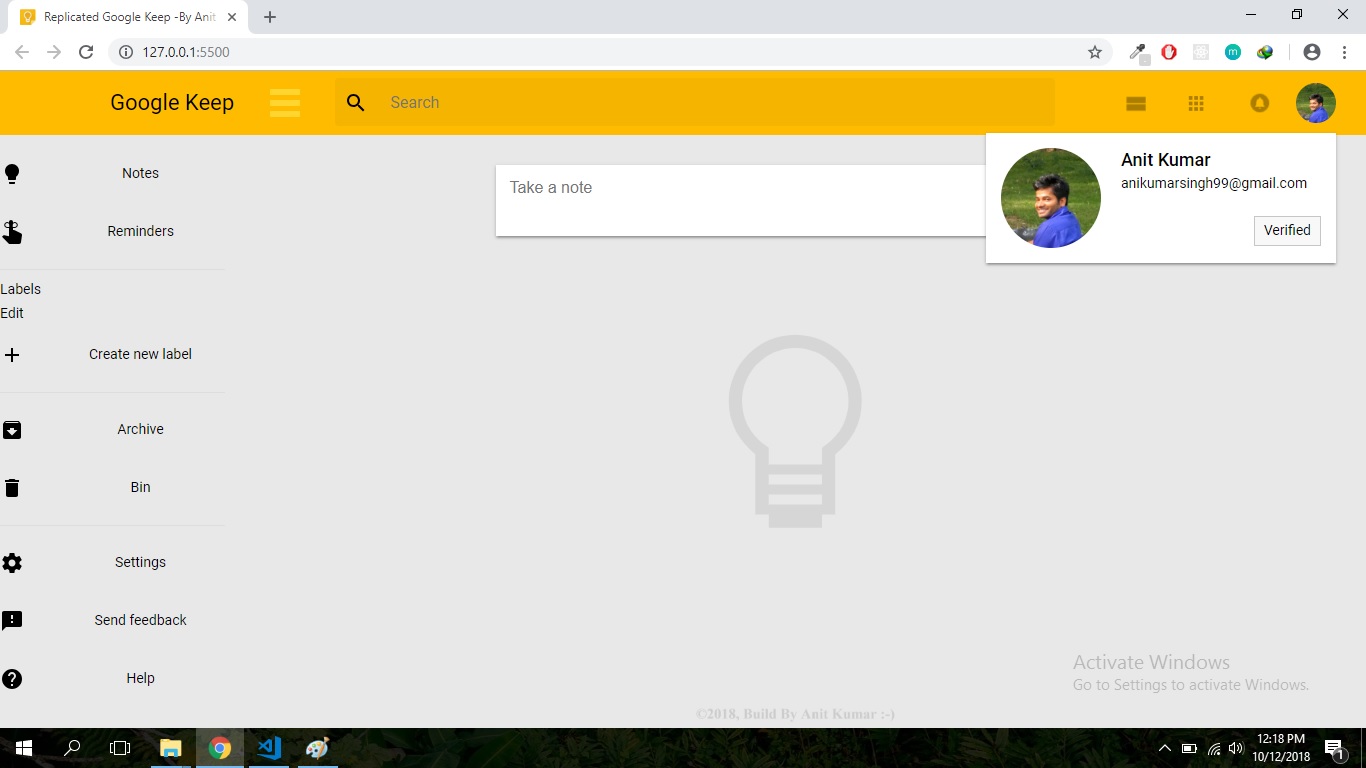 Replicated Google Keep -By Anit
127.0.0.1:5500
Google Keep
Search
Anit Kumar
anikumarsingh99@gmail.com
Verified
Notes
Reminders
Labels
Edit
Create new label
Archive
Bin
Settings
Send feedback
Help
Take a note
Activate Windows
Go to Settings to activate Windows.
©2018, Build By Anit Kumar :-)
12:18 PM
10/12/2018
1